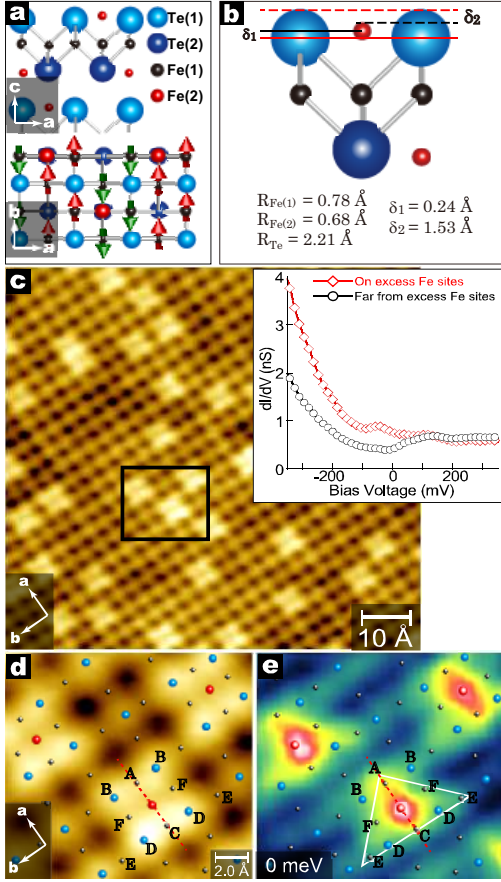 a
Te(1)
Te(2)
Fe(1)
Fe(2)
c
a
b
a
b
δ1
δ2
RFe(1) = 0.78 Å
RFe(2) = 0.68 Å
RTe = 2.21 Å
δ1 = 0.24 Å
δ2 = 1.53 Å
c
On excess Fe sites
Far from excess Fe sites
dI/dV (nS)
4
3
2
1
0
-200
0
200
Bias Voltage (mV)
a
b
10 Å
d
A
B
B
F
F
E
D
C
D
E
a
b
2.0 Å
e
A
B
B
F
F
E
D
C
D
E
0 meV